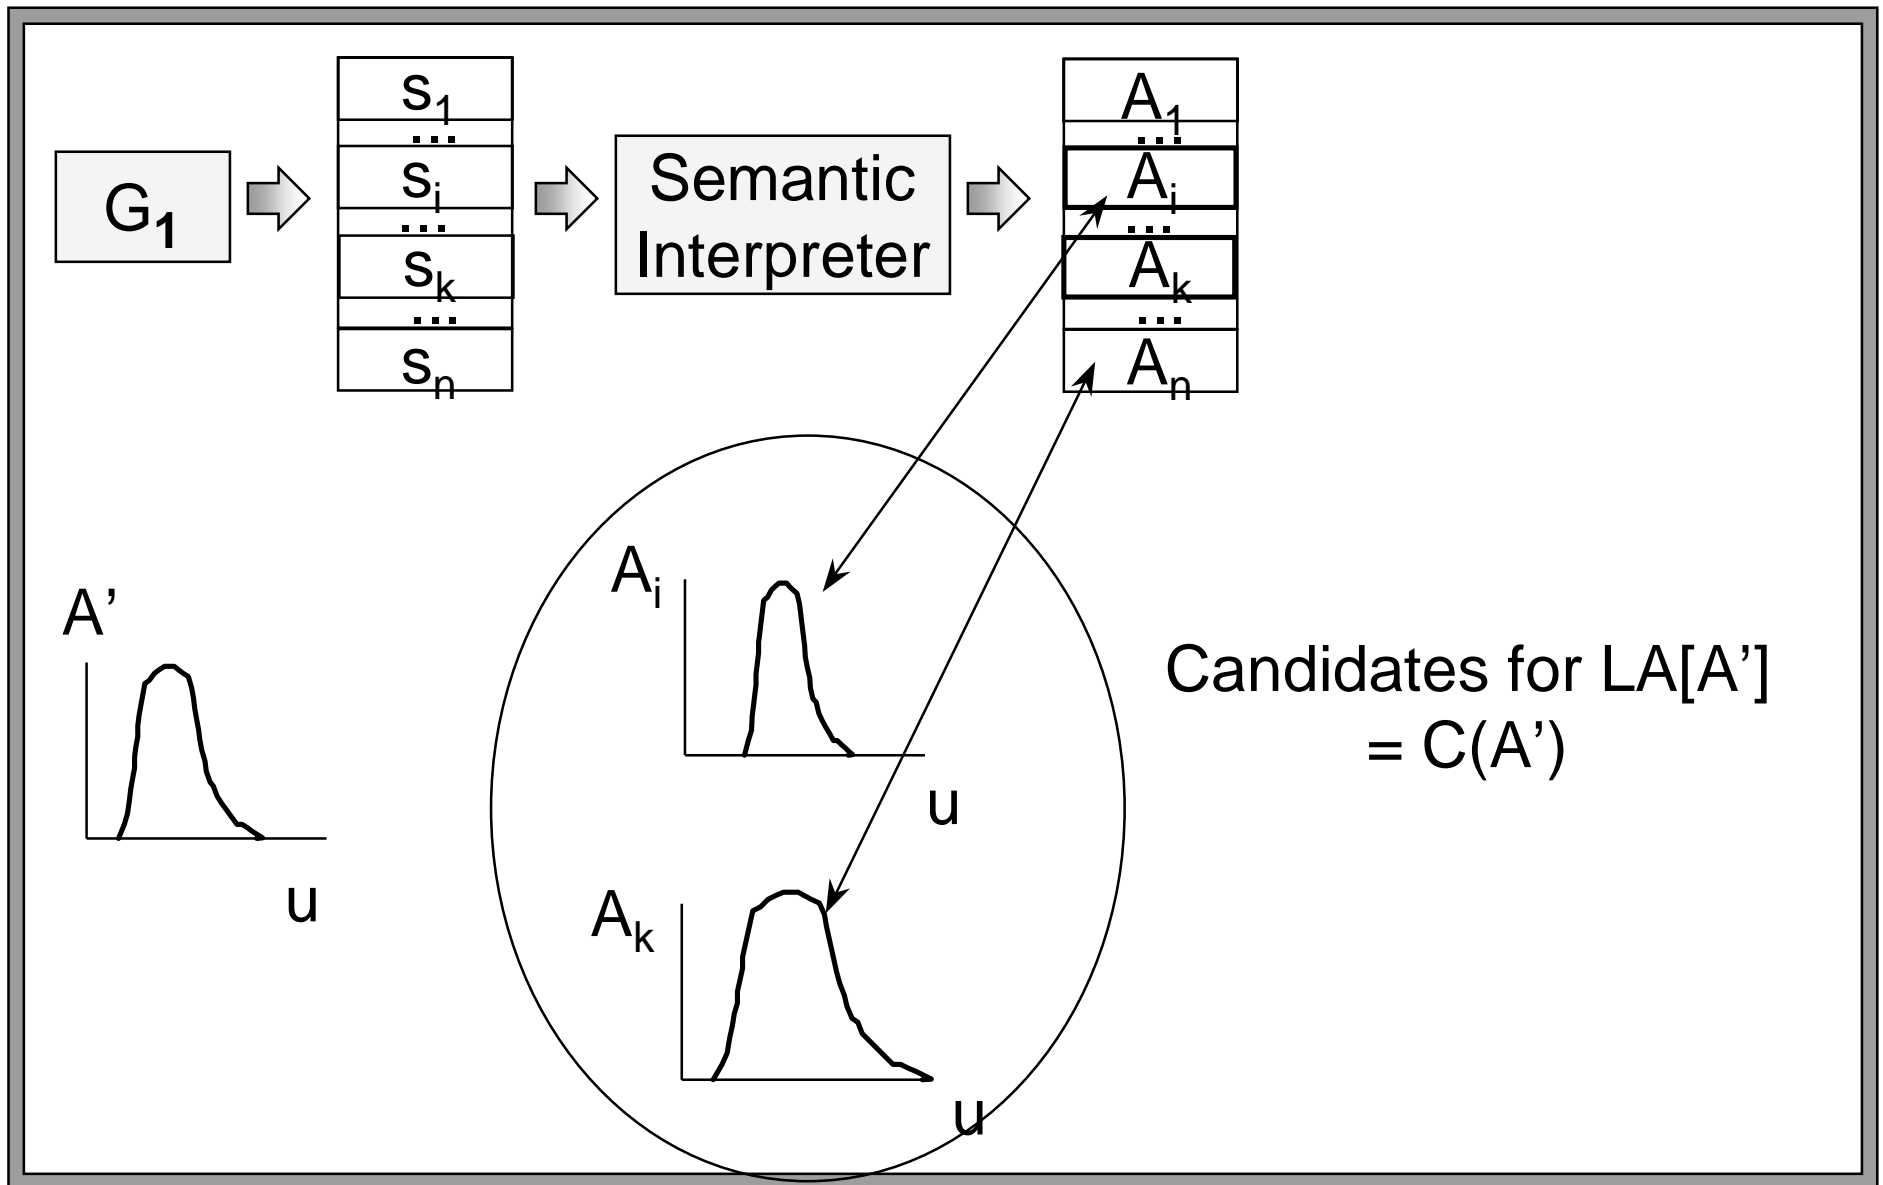 G₁
s₁
...
sᵢ
...
sₖ
...
sₙ
Semantic
Interpreter
A₁
...
Aᵢ
...
Aₖ
...
Aₙ
A’
u
Aᵢ
u
Aₖ
u
Candidates for LA[A’]
= C(A’)